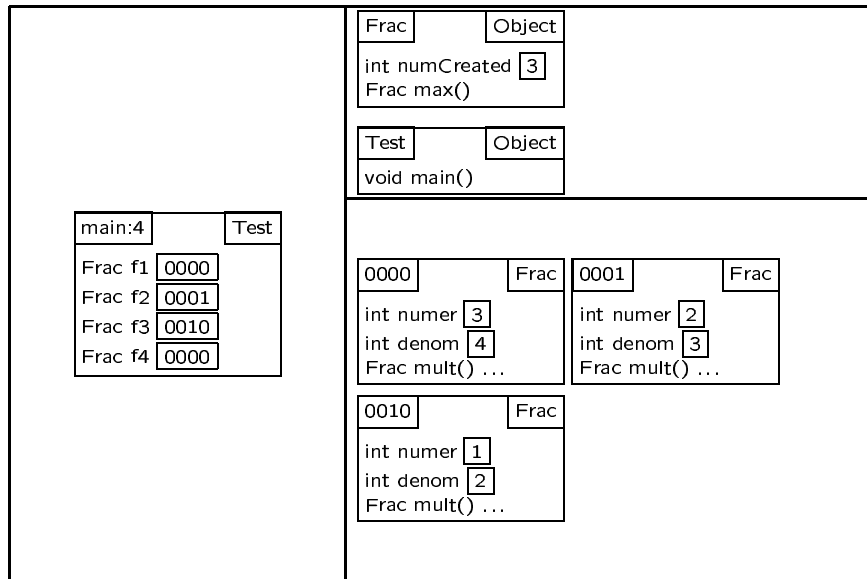 Frac Object
int numCreated 3
Frac max()
Test Object
void main()
main:4 Test
Frac f1 0000
Frac f2 0001
Frac f3 0010
Frac f4 0000
0000 Frac
int numer 3
int denom 4
Frac mult() ...
0001 Frac
int numer 2
int denom 3
Frac mult() ...
0010 Frac
int numer 1
int denom 2
Frac mult() ...